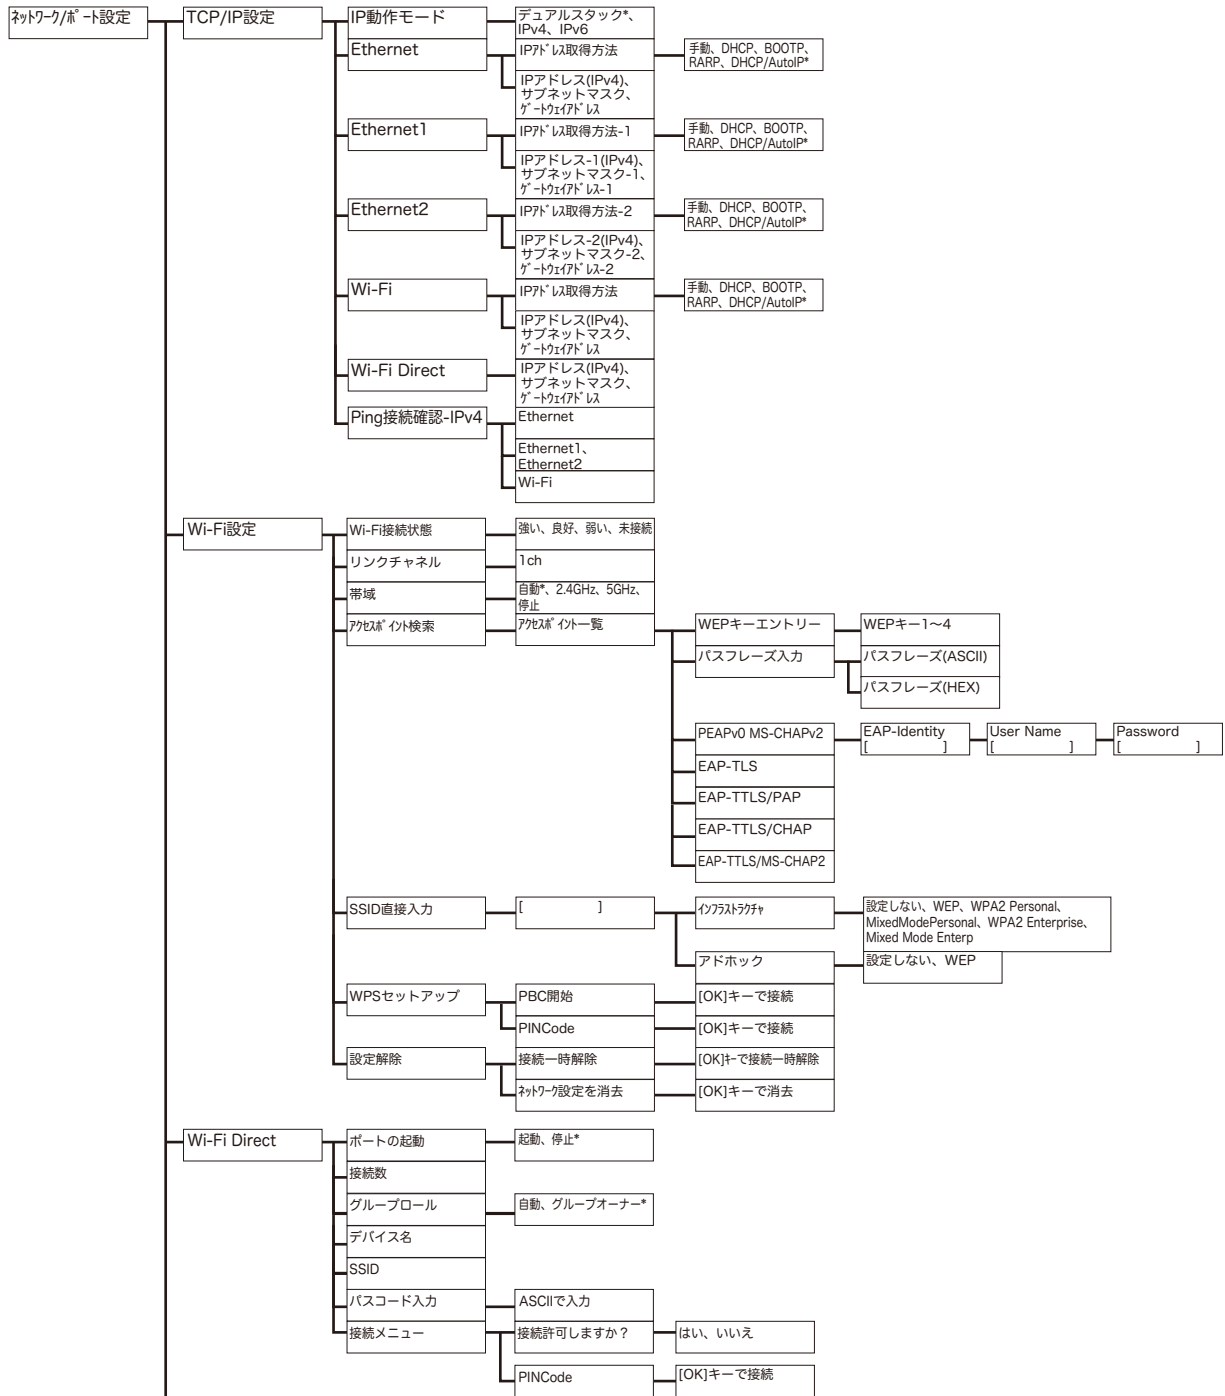 ﾈｯﾄﾜｰｸ/ﾎﾟｰﾄ設定
TCP/IP設定
IP動作モード
デュアルスタック*、
IPv4、IPv6
Ethernet
IPｱﾄﾞﾚｽ取得方法
手動、DHCP、BOOTP、
RARP、DHCP/AutoIP*
IPアドレス(IPv4)、
サブネットマスク、
ｹﾞｰﾄｳｪｲｱﾄﾞﾚｽ
Ethernet1
IPｱﾄﾞﾚｽ取得方法-1
手動、DHCP、BOOTP、
RARP、DHCP/AutoIP*
IPアドレス-1(IPv4)、
サブネットマスク-1、
ｹﾞｰﾄｳｪｲｱﾄﾞﾚｽ-1
Ethernet2
IPｱﾄﾞﾚｽ取得方法-2
手動、DHCP、BOOTP、
RARP、DHCP/AutoIP*
IPアドレス-2(IPv4)、
サブネットマスク-2、
ｹﾞｰﾄｳｪｲｱﾄﾞﾚｽ-2
Wi-Fi
IPｱﾄﾞﾚｽ取得方法
手動、DHCP、BOOTP、
RARP、DHCP/AutoIP*
IPアドレス(IPv4)、
サブネットマスク、
ｹﾞｰﾄｳｪｲｱﾄﾞﾚｽ
Wi-Fi Direct
IPアドレス(IPv4)、
サブネットマスク、
ｹﾞｰﾄｳｪｲｱﾄﾞﾚｽ
Ping接続確認-IPv4
Ethernet
Ethernet1、
Ethernet2
Wi-Fi
Wi-Fi設定
Wi-Fi接続状態
強い、良好、弱い、未接続
リンクチャネル
1ch
帯域
自動*、2.4GHz、5GHz、
停止
ｱｸｾｽﾎﾟｲﾝﾄ検索
ｱｸｾｽﾎﾟｲﾝﾄ一覧
WEPキーエントリー
WEPキー1〜4
パスフレーズ入力
パスフレーズ(ASCII)
パスフレーズ(HEX)
PEAPv0 MS-CHAPv2
EAP-Identity
[ ]
User Name
[ ]
Password
[ ]
EAP-TLS
EAP-TTLS/PAP
EAP-TTLS/CHAP
EAP-TTLS/MS-CHAP2
SSID直接入力
[ ]
ｲﾝﾌﾗｽﾄﾗｸﾁｬ
設定しない、WEP、WPA2 Personal、
MixedModePersonal、WPA2 Enterprise、
Mixed Mode Enterp
アドホック
設定しない、WEP
WPSセットアップ
PBC開始
[OK]キーで接続
PINCode
[OK]キーで接続
設定解除
接続一時解除
[OK]ｷｰで接続一時解除
ﾈｯﾄﾜｰｸ設定を消去
[OK]キーで消去
Wi-Fi Direct
ポートの起動
起動、停止*
接続数
グループロール
自動、グループオーナー*
デバイス名
SSID
パスコード入力
ASCIIで入力
接続メニュー
接続許可しますか？
はい、いいえ
PINCode
[OK]キーで接続